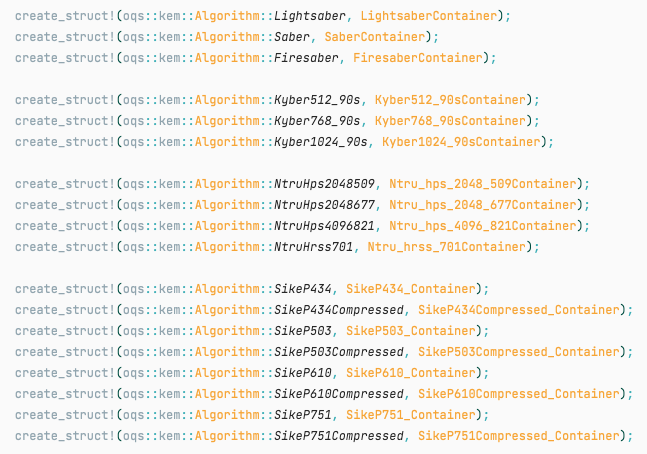 create_struct!(oqs::kem::Algorithm::Lightsaber, LightsaberContainer);
create_struct!(oqs::kem::Algorithm::Saber, SaberContainer);
create_struct!(oqs::kem::Algorithm::Firesaber, FiresaberContainer);
create_struct!(oqs::kem::Algorithm::Kyber512_90s, Kyber512_90sContainer);
create_struct!(oqs::kem::Algorithm::Kyber768_90s, Kyber768_90sContainer);
create_struct!(oqs::kem::Algorithm::Kyber1024_90s, Kyber1024_90sContainer);
create_struct!(oqs::kem::Algorithm::NtruHps2048509, Ntru_hps_2048_509Container);
create_struct!(oqs::kem::Algorithm::NtruHps2048677, Ntru_hps_2048_677Container);
create_struct!(oqs::kem::Algorithm::NtruHps4096821, Ntru_hps_4096_821Container);
create_struct!(oqs::kem::Algorithm::NtruHrss701, Ntru_hrss_701Container);
create_struct!(oqs::kem::Algorithm::SikeP434, SikeP434_Container);
create_struct!(oqs::kem::Algorithm::SikeP434Compressed, SikeP434Compressed_Container);
create_struct!(oqs::kem::Algorithm::SikeP503, SikeP503_Container);
create_struct!(oqs::kem::Algorithm::SikeP503Compressed, SikeP503Compressed_Container);
create_struct!(oqs::kem::Algorithm::SikeP610, SikeP610_Container);
create_struct!(oqs::kem::Algorithm::SikeP610Compressed, SikeP610Compressed_Container);
create_struct!(oqs::kem::Algorithm::SikeP751, SikeP751_Container);
create_struct!(oqs::kem::Algorithm::SikeP751Compressed, SikeP751Compressed_Container);